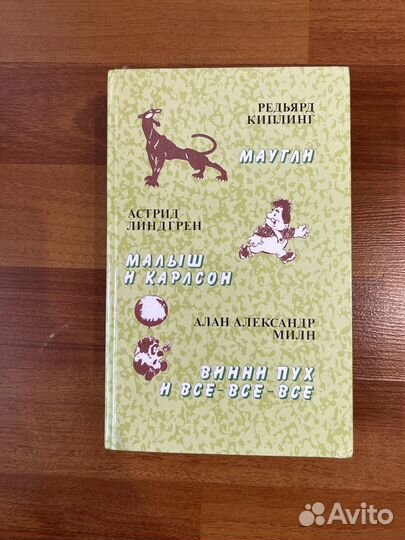 РЕДЬЯРД
КИПЛИНГ
МАУГЛИ
АСТРИД
ЛИНДГРЕН
МАЛЫШ
И КАРЛСОН
АЛАН АЛЕКСАНДР
МИЛН
ВИННИ ПУХ
И ВСЕ-ВСЕ-ВСЕ
Avito